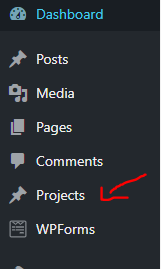 Dashboard
Posts
Media
Pages
Comments
Projects
WPForms